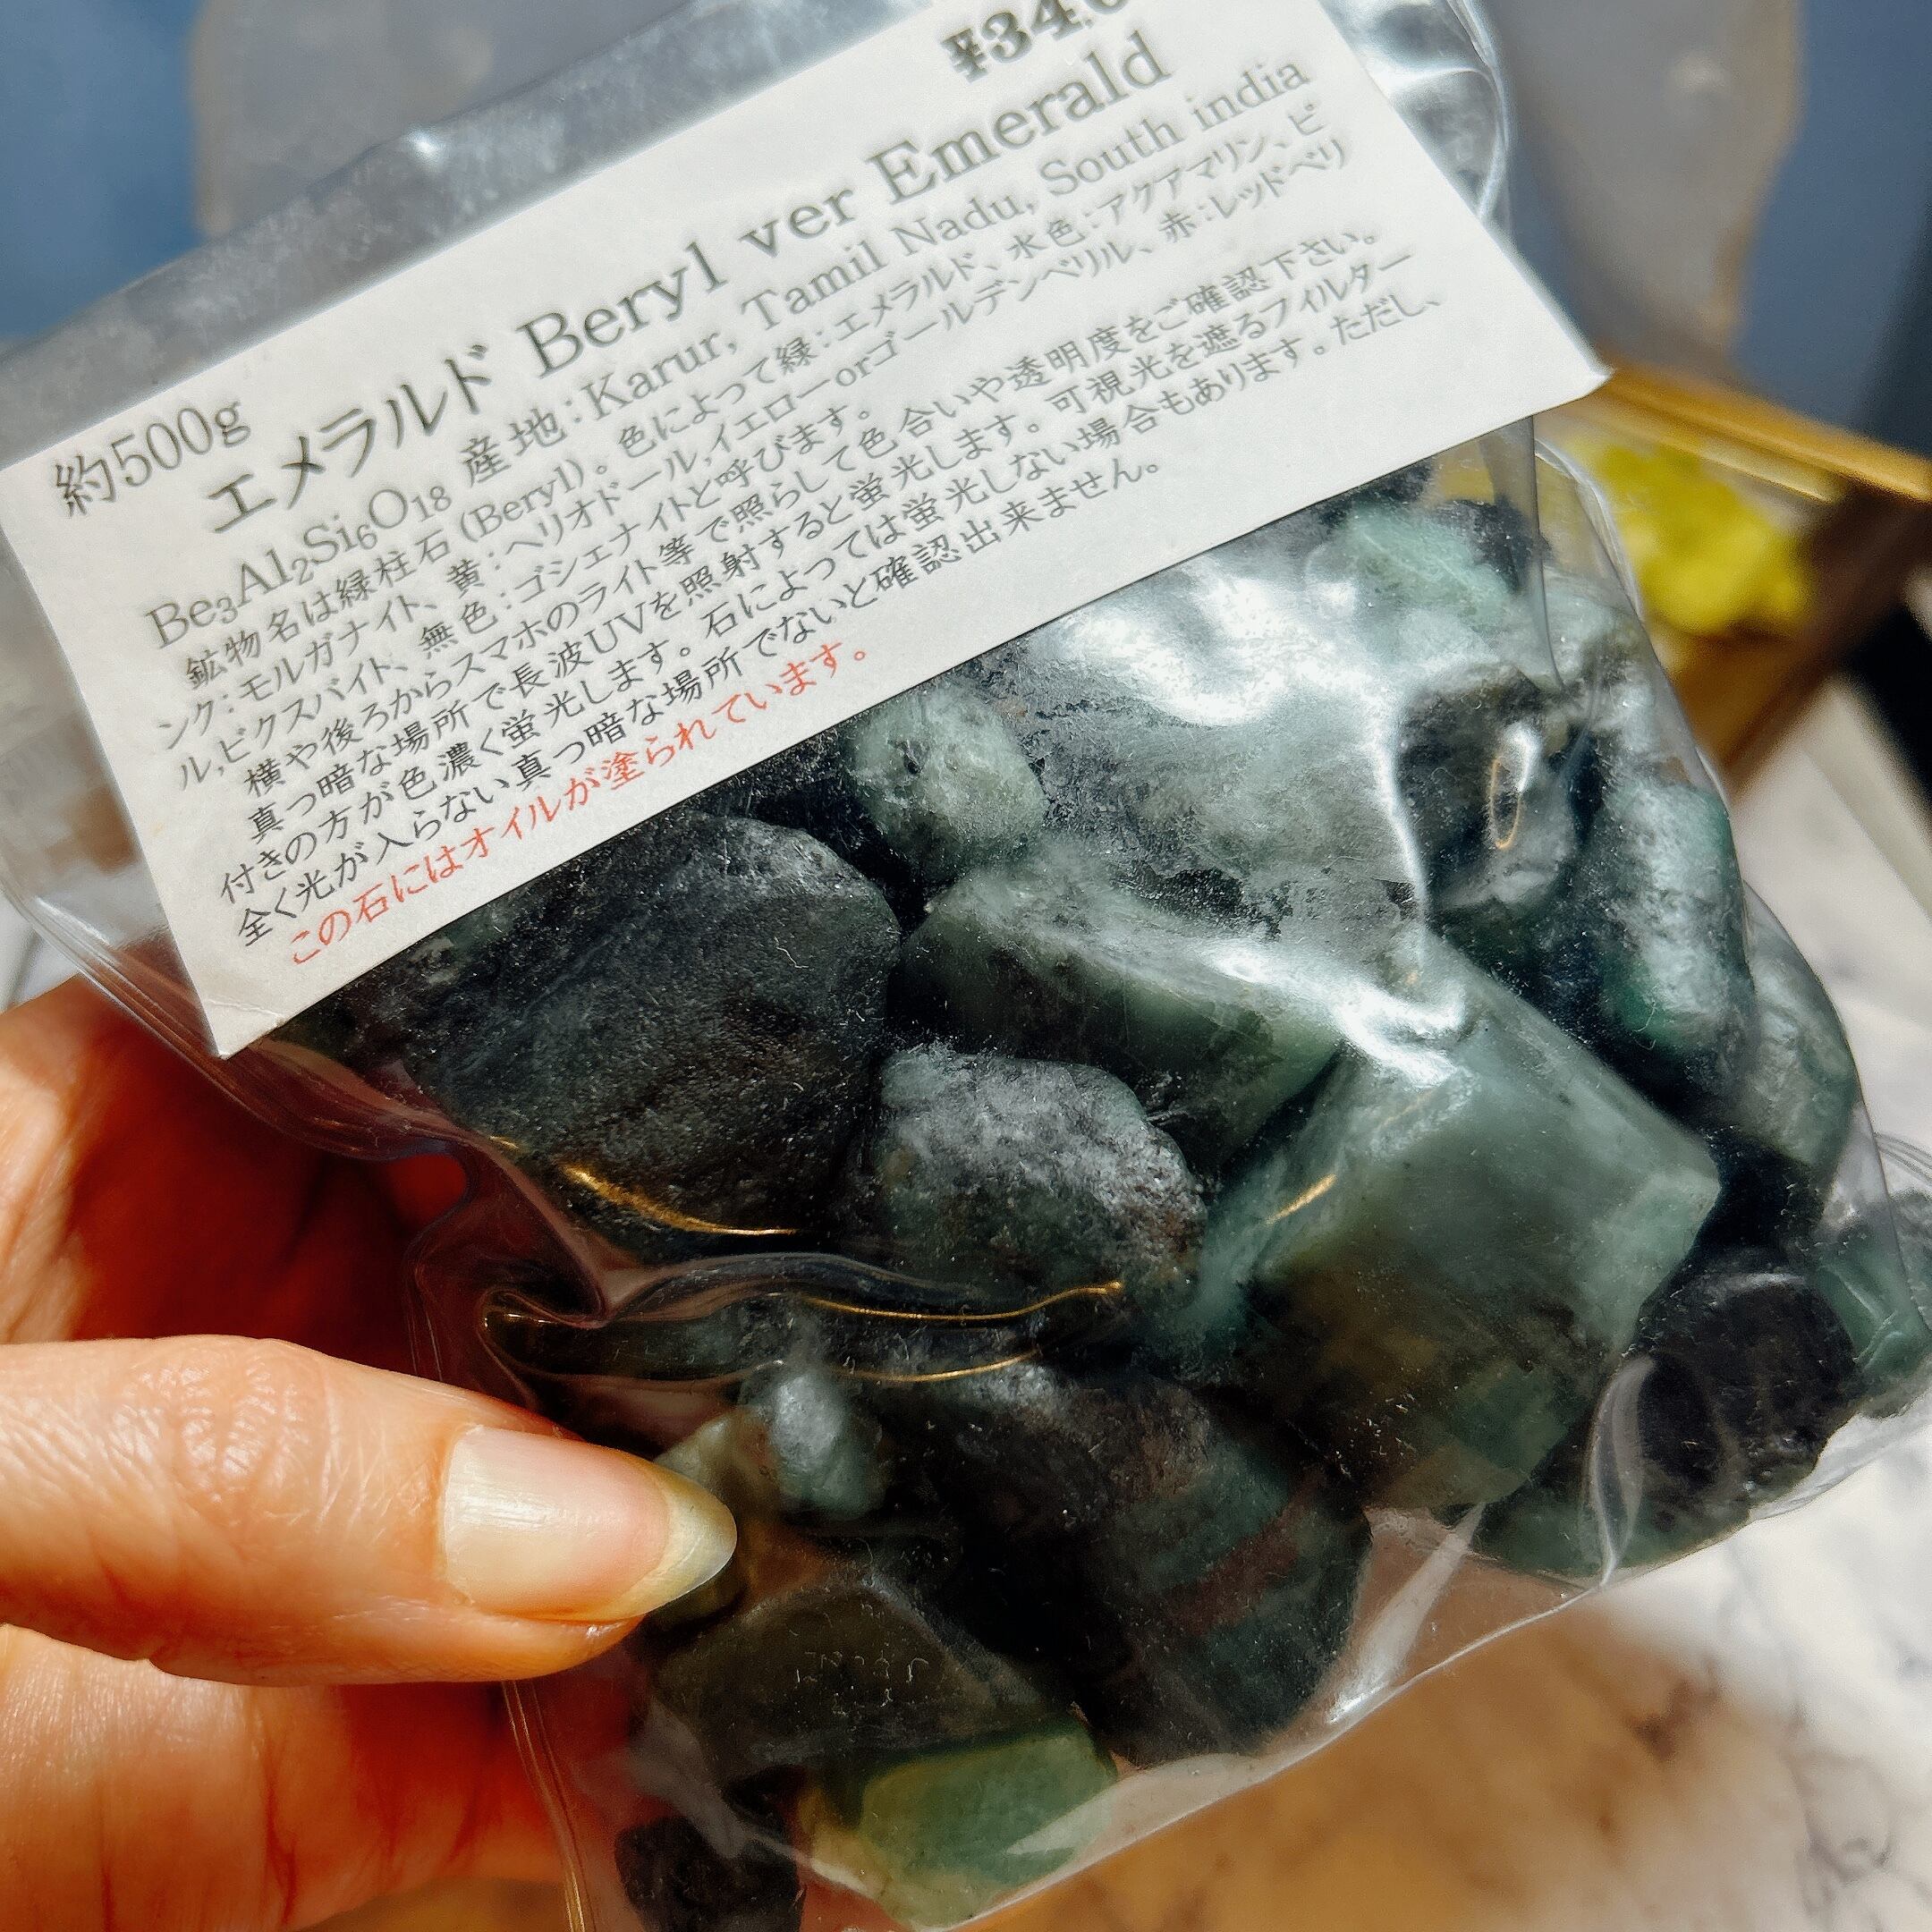 約500g
エメラルド Beryl ver Emerald
Be₃Al₂Si₆O₁₈ 産地：Karur, Tamil Nadu, South india
鉱物名は緑柱石(Beryl)。色によって緑：エメラルド、水色：アクアマリン、ピ
ンク：モルガナイト、黄：ヘリオドール,イエローorゴールデンベリル、赤：レッドベリ
ル,ビクスバイト、無色：ゴシェナイトと呼びます。
横や後ろからスマホのライト等で照らして色合いや透明度をご確認下さい。
真っ暗な場所で長波UVを照射すると蛍光します。可視光を遮るフィルター
付きの方が色濃く蛍光します。石によっては蛍光しない場合もあります。ただし、
全く光が入らない真っ暗な場所でないと確認出来ません。
この石にはオイルが塗られています。